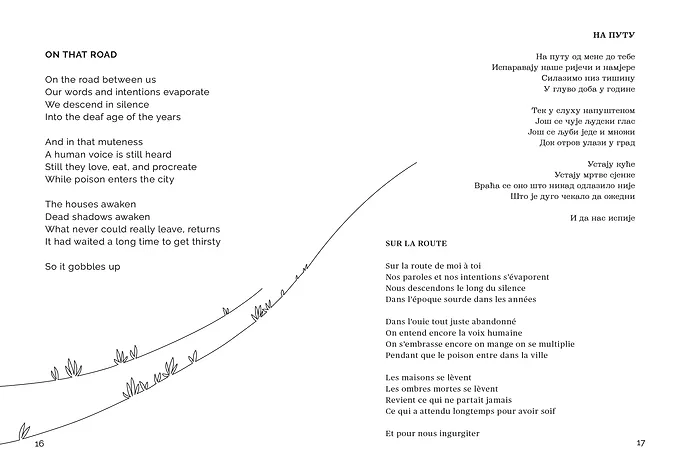 ON THAT ROAD
On the road between us
Our words and intentions evaporate
We descend in silence
Into the deaf age of the years
And in that muteness
A human voice is still heard
Still they love, eat, and procreate
While poison enters the city
The houses awaken
Dead shadows awaken
What never could really leave, returns
It had waited a long time to get thirsty
So it gobbles up
16
НА ПУТУ
На путу од мене до тебе
Испаравају наше ријечи и намјере
Силазимо низ тишину
У глуво доба у године
Тек у слуху напуштеном
Још се чује људски глас
Још се љуби једе и множи
Док отров улази у град
Устају куће
Устају мртве сјенке
Враћа се оно што никад одлазило није
Што је дуго чекало да ожедни
И да нас испије
SUR LA ROUTE
Sur la route de moi à toi
Nos paroles et nos intentions s'évaporent
Nous descendons le long du silence
Dans l'époque sourde dans les années
Dans l'ouie tout juste abandonné
On entend encore la voix humaine
On s'embrasse encore on mange on se multiplie
Pendant que le poison entre dans la ville
Les maisons se lèvent
Les ombres mortes se lèvent
Revient ce qui ne partait jamais
Ce qui a attendu longtemps pour avoir soif
Et pour nous ingurgiter
17